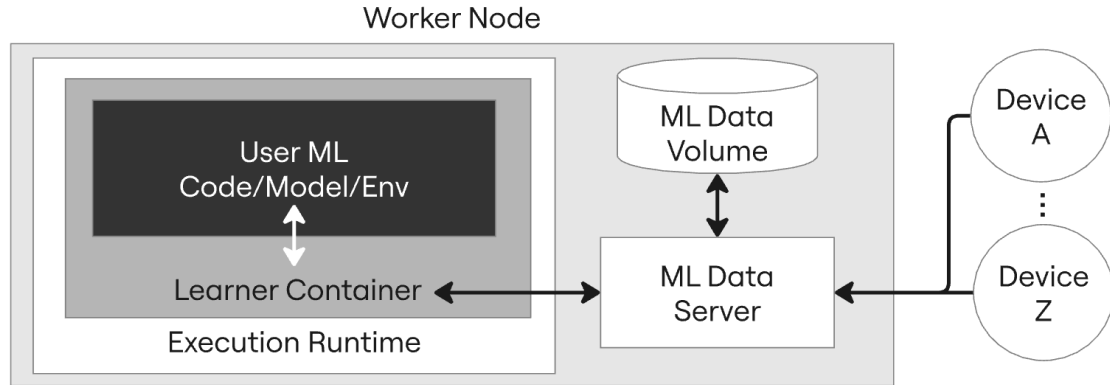 Worker Node
User ML
Code/Model/Env
Learner Container
Execution Runtime
ML Data
Volume
ML Data
Server
Device
A
Device
Z